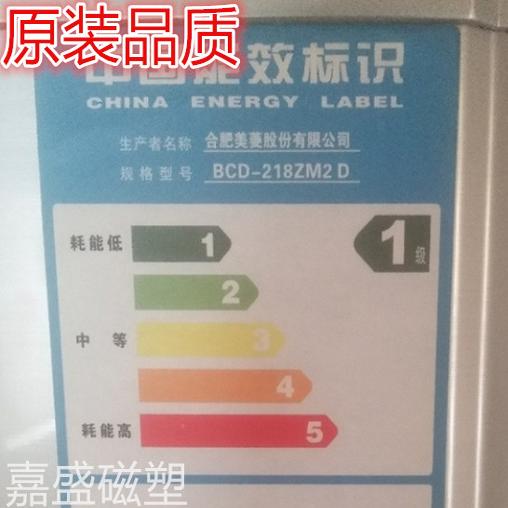 原装品质
中国能效标识
CHINA ENERGY LABEL
生产者名称 合肥美菱股份有限公司
规格型号 BCD-218ZM2 D
耗能低 1 1级
2
中等 3
4
耗能高 5
嘉盛磁塑